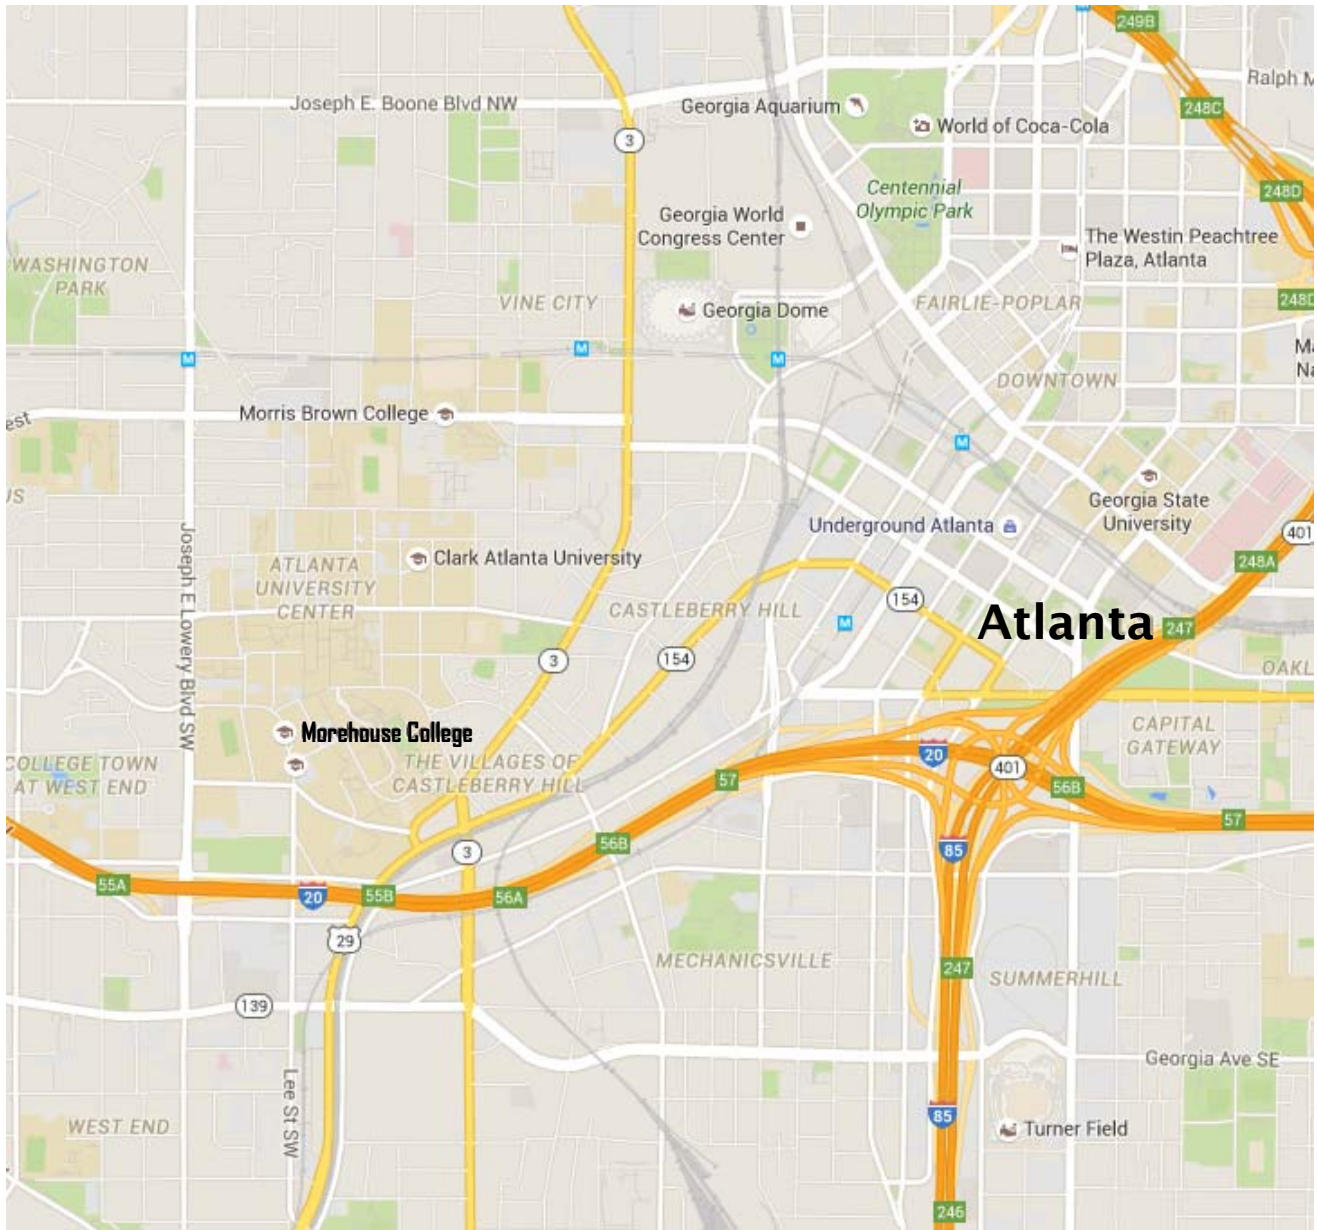 249B
Ralph M
248C
Joseph E. Boone Blvd NW
Georgia Aquarium
World of Coca-Cola
3
Centennial
Olympic Park
248D
Georgia World
Congress Center
The Westin Peachtree
Plaza, Atlanta
WASHINGTON
PARK
VINE CITY
Georgia Dome
FAIRLIE-POPLAR
248D
M
M
M
Ma
Na
DOWNTOWN
est
Morris Brown College
M
US
Georgia State
University
Underground Atlanta
401
Joseph E Lowery Blvd SW
Clark Atlanta University
248A
ATLANTA
UNIVERSITY
CENTER
CASTLEBERRY HILL
154
M
Atlanta
247
3
154
OAKL
Morehouse College
CAPITAL
GATEWAY
COLLEGE TOWN
AT WEST END
THE VILLAGES OF
CASTLEBERRY HILL
20
401
57
56B
57
56B
3
85
55A
20
55B
56A
29
MECHANICSVILLE
247
SUMMERHILL
139
Georgia Ave SE
Lee St SW
85
WEST END
Turner Field
246